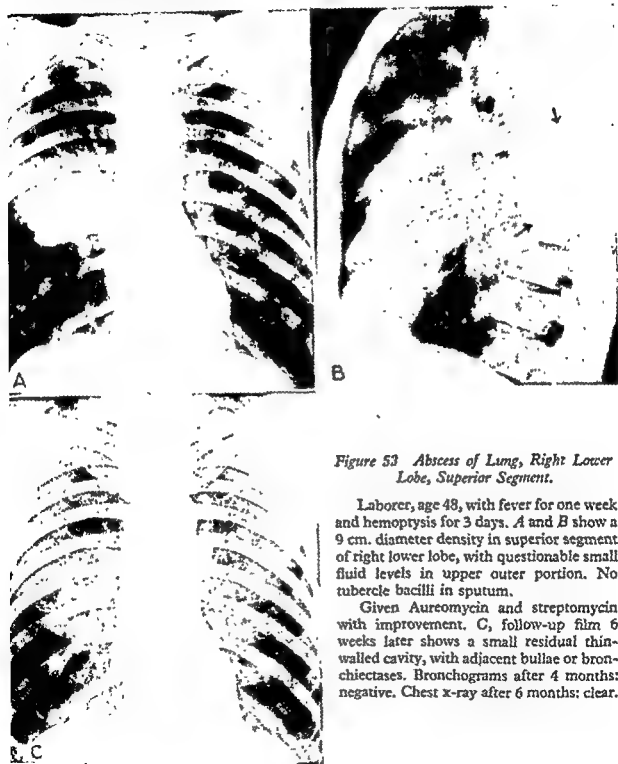 A
B
Figure 53 Abscess of Lung, Right Lower
Lobe, Superior Segment.
Laborer, age 48, with fever for one week
and hemoptysis for 3 days. A and B show a
9 cm. diameter density in superior segment
of right lower lobe, with questionable small
fluid levels in upper outer portion. No
tubercle bacilli in sputum.
Given Aureomycin and streptomycin
with improvement. C, follow-up film 6
weeks later shows a small residual thin-
walled cavity, with adjacent bullae or bron-
chiectases. Bronchograms after 4 months:
negative. Chest x-ray after 6 months: clear.
C